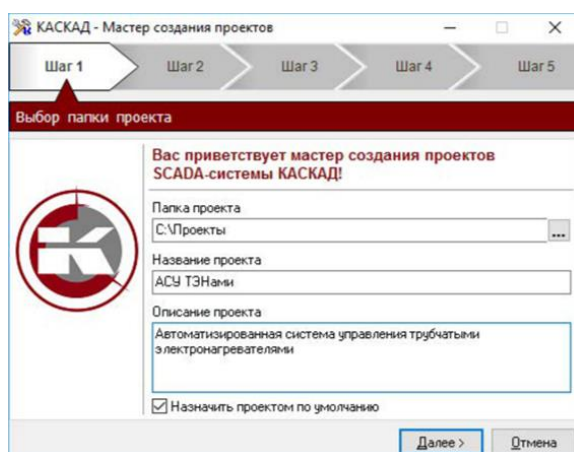 КАСКАД - Мастер создания проектов
Шаг 1
Шаг 2
Шаг 3
Шаг 4
Шаг 5
Выбор папки проекта
Вас приветствует мастер создания проектов
SCADA-системы КАСКАД!
Папка проекта
C:\Проекты
...
Название проекта
АСУ ТЭНами
Описание проекта
Автоматизированная система управления трубчатыми
электронагревателями
Назначить проектом по умолчанию
Далее >
Отмена